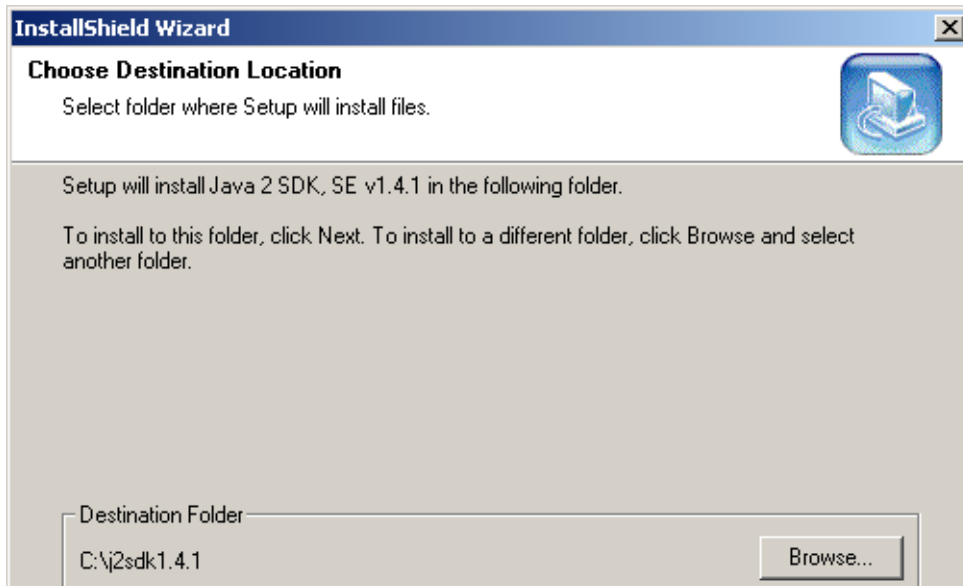 InstallShield Wizard
Choose Destination Location
Select folder where Setup will install files.
Setup will install Java 2 SDK, SE v1.4.1 in the following folder.
To install to this folder, click Next. To install to a different folder, click Browse and select
another folder.
Destination Folder
C:\j2sdk1.4.1
Browse...